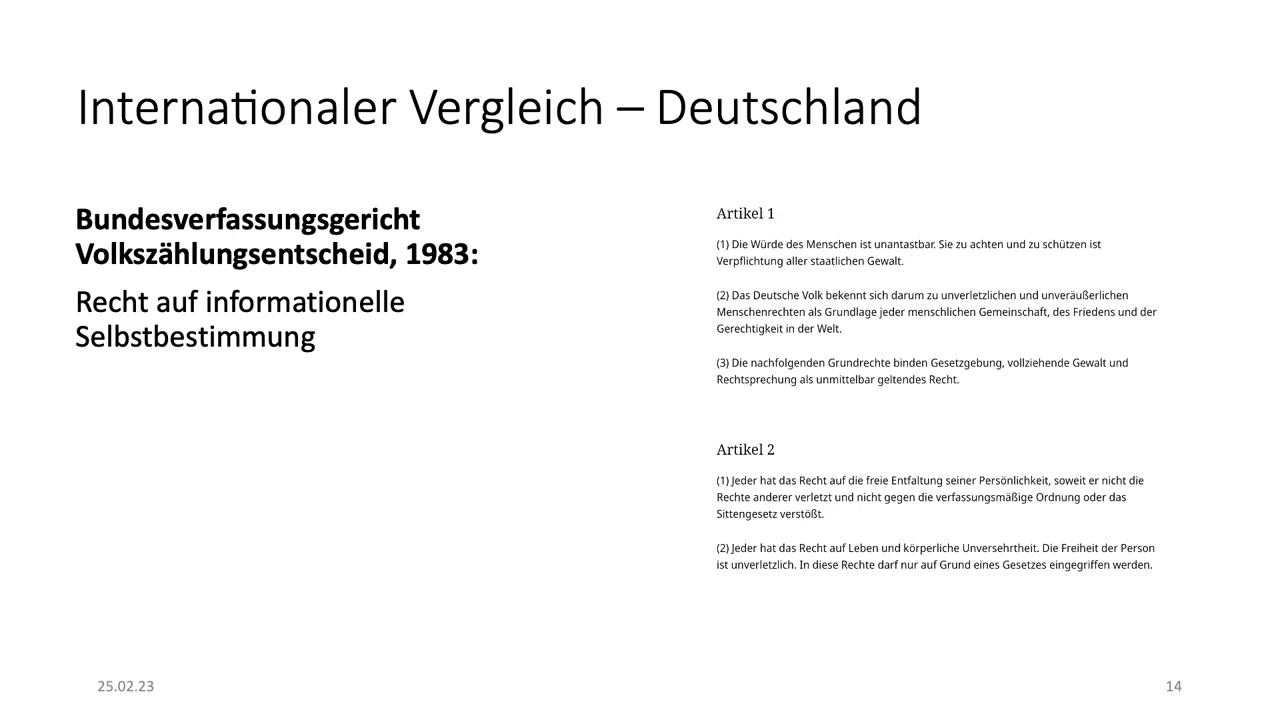 Internationaler Vergleich – Deutschland
Bundesverfassungsgericht
Volkszählungsentscheid, 1983:
Recht auf informationelle
Selbstbestimmung
Artikel 1
(1) Die Würde des Menschen ist unantastbar. Sie zu achten und zu schützen ist
Verpflichtung aller staatlichen Gewalt.
(2) Das Deutsche Volk bekennt sich darum zu unverletzlichen und unveräußerlichen
Menschenrechten als Grundlage jeder menschlichen Gemeinschaft, des Friedens und der
Gerechtigkeit in der Welt.
(3) Die nachfolgenden Grundrechte binden Gesetzgebung, vollziehende Gewalt und
Rechtsprechung als unmittelbar geltendes Recht.
Artikel 2
(1) Jeder hat das Recht auf die freie Entfaltung seiner Persönlichkeit, soweit er nicht die
Rechte anderer verletzt und nicht gegen die verfassungsmäßige Ordnung oder das
Sittengesetz verstößt.
(2) Jeder hat das Recht auf Leben und körperliche Unversehrtheit. Die Freiheit der Person
ist unverletzlich. In diese Rechte darf nur auf Grund eines Gesetzes eingegriffen werden.
25.02.23
14